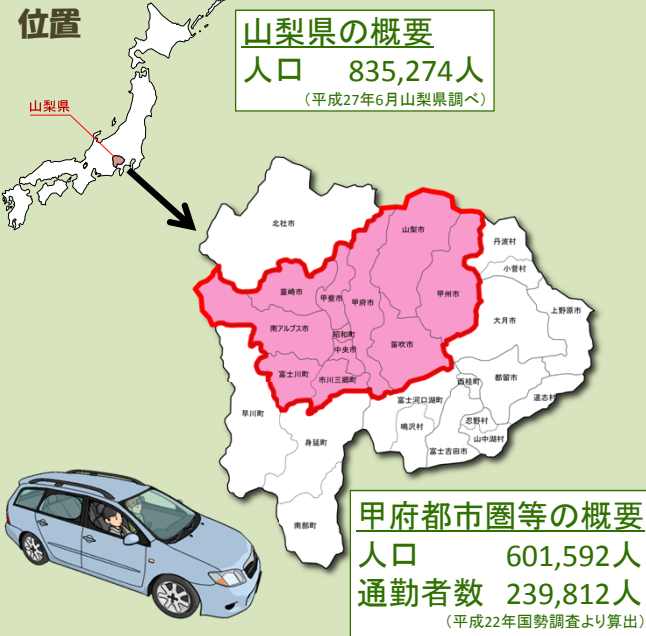 位置
山梨県の概要
人口 835,274人
（平成27年6月山梨県調べ）
山梨県
北杜市
山梨市
丹波村
小菅村
韮崎市
甲斐市
甲府市
甲州市
上野原市
大月市
南アルプス市
昭和町
中央市
笛吹市
富士川町
市川三郷町
西桂町
都留市
道志村
早川町
富士河口湖町
鳴沢村
忍野村
山中湖村
身延町
富士吉田市
南部町
甲府都市圏等の概要
人口 601,592人
通勤者数 239,812人
（平成22年国勢調査より算出）